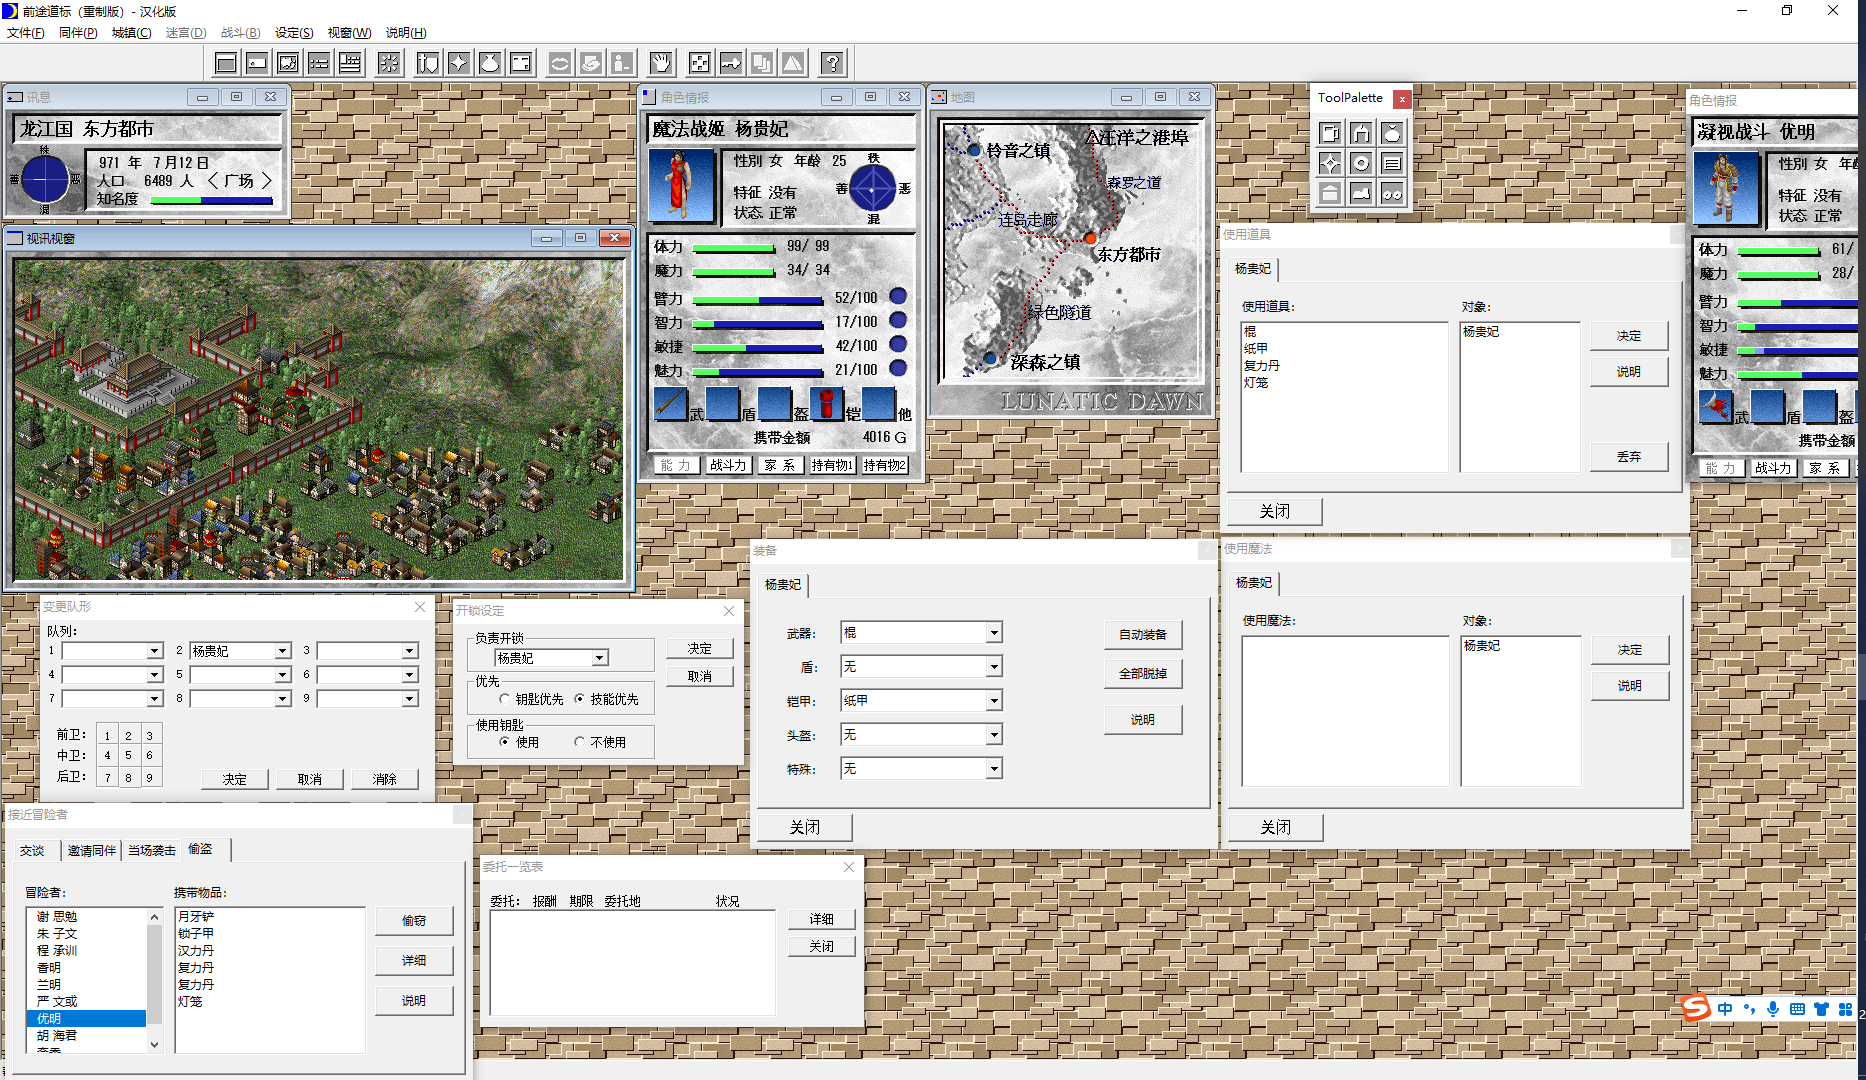 前途道标（重制版）- 汉化版
文件(F) 同伴(P) 城镇(C) 迷宫(D) 战斗(B) 设定(S) 视窗(W) 说明(H)
讯息
龙江国 东方都市
秩
善 恶
混
971 年 7月12日
人口 6489 人 〈 广场 〉
知名度
视讯视窗
角色情报
魔法战姬 杨贵妃
性别 女 年龄 25
特征 没有
状态 正常
秩
善 恶
混
体力 99/ 99
魔力 34/ 34
臂力 52/100
智力 17/100
敏捷 42/100
魅力 21/100
武 盾 盔 铠 他
携带金额 4016 G
能 力 战斗力 家 系 持有物1 持有物2
地图
铃音之镇
汪洋之港埠
森罗之道
连岛走廊
东方都市
绿色隧道
深森之镇
LUNATIC DAWN
ToolPalette
角色情报
凝视战斗 优明
性别 女 年龄
特征 没有
状态 正常
体力 61/
魔力 28/
臂力
智力
敏捷
魅力
武 盾 盔
携带金额
能 力 战斗力 家 系
使用道具
杨贵妃
使用道具:
棍
纸甲
复力丹
灯笼
对象:
杨贵妃
决定
说明
丢弃
关闭
变更队形
队列:
1 2 杨贵妃 3
4 5 6
7 8 9
前卫: 1 2 3
中卫: 4 5 6
后卫: 7 8 9
决定 取消 消除
开锁设定
负责开锁
杨贵妃
决定
取消
优先
钥匙优先 技能优先
使用钥匙
使用 不使用
装备
杨贵妃
武器: 棍
盾: 无
铠甲: 纸甲
头盔: 无
特殊: 无
自动装备
全部脱掉
说明
关闭
使用魔法
杨贵妃
使用魔法:
对象:
杨贵妃
决定
说明
关闭
接近冒险者
交谈 邀请同伴 当场袭击 偷盗
冒险者:
谢 思勉
朱 子文
程 承训
香明
兰明
严 文或
优明
胡 海君
携带物品:
月牙铲
锁子甲
汉力丹
复力丹
复力丹
灯笼
偷窃
详细
说明
委托一览表
委托: 报酬 期限 委托地 状况
详细
关闭
中
2